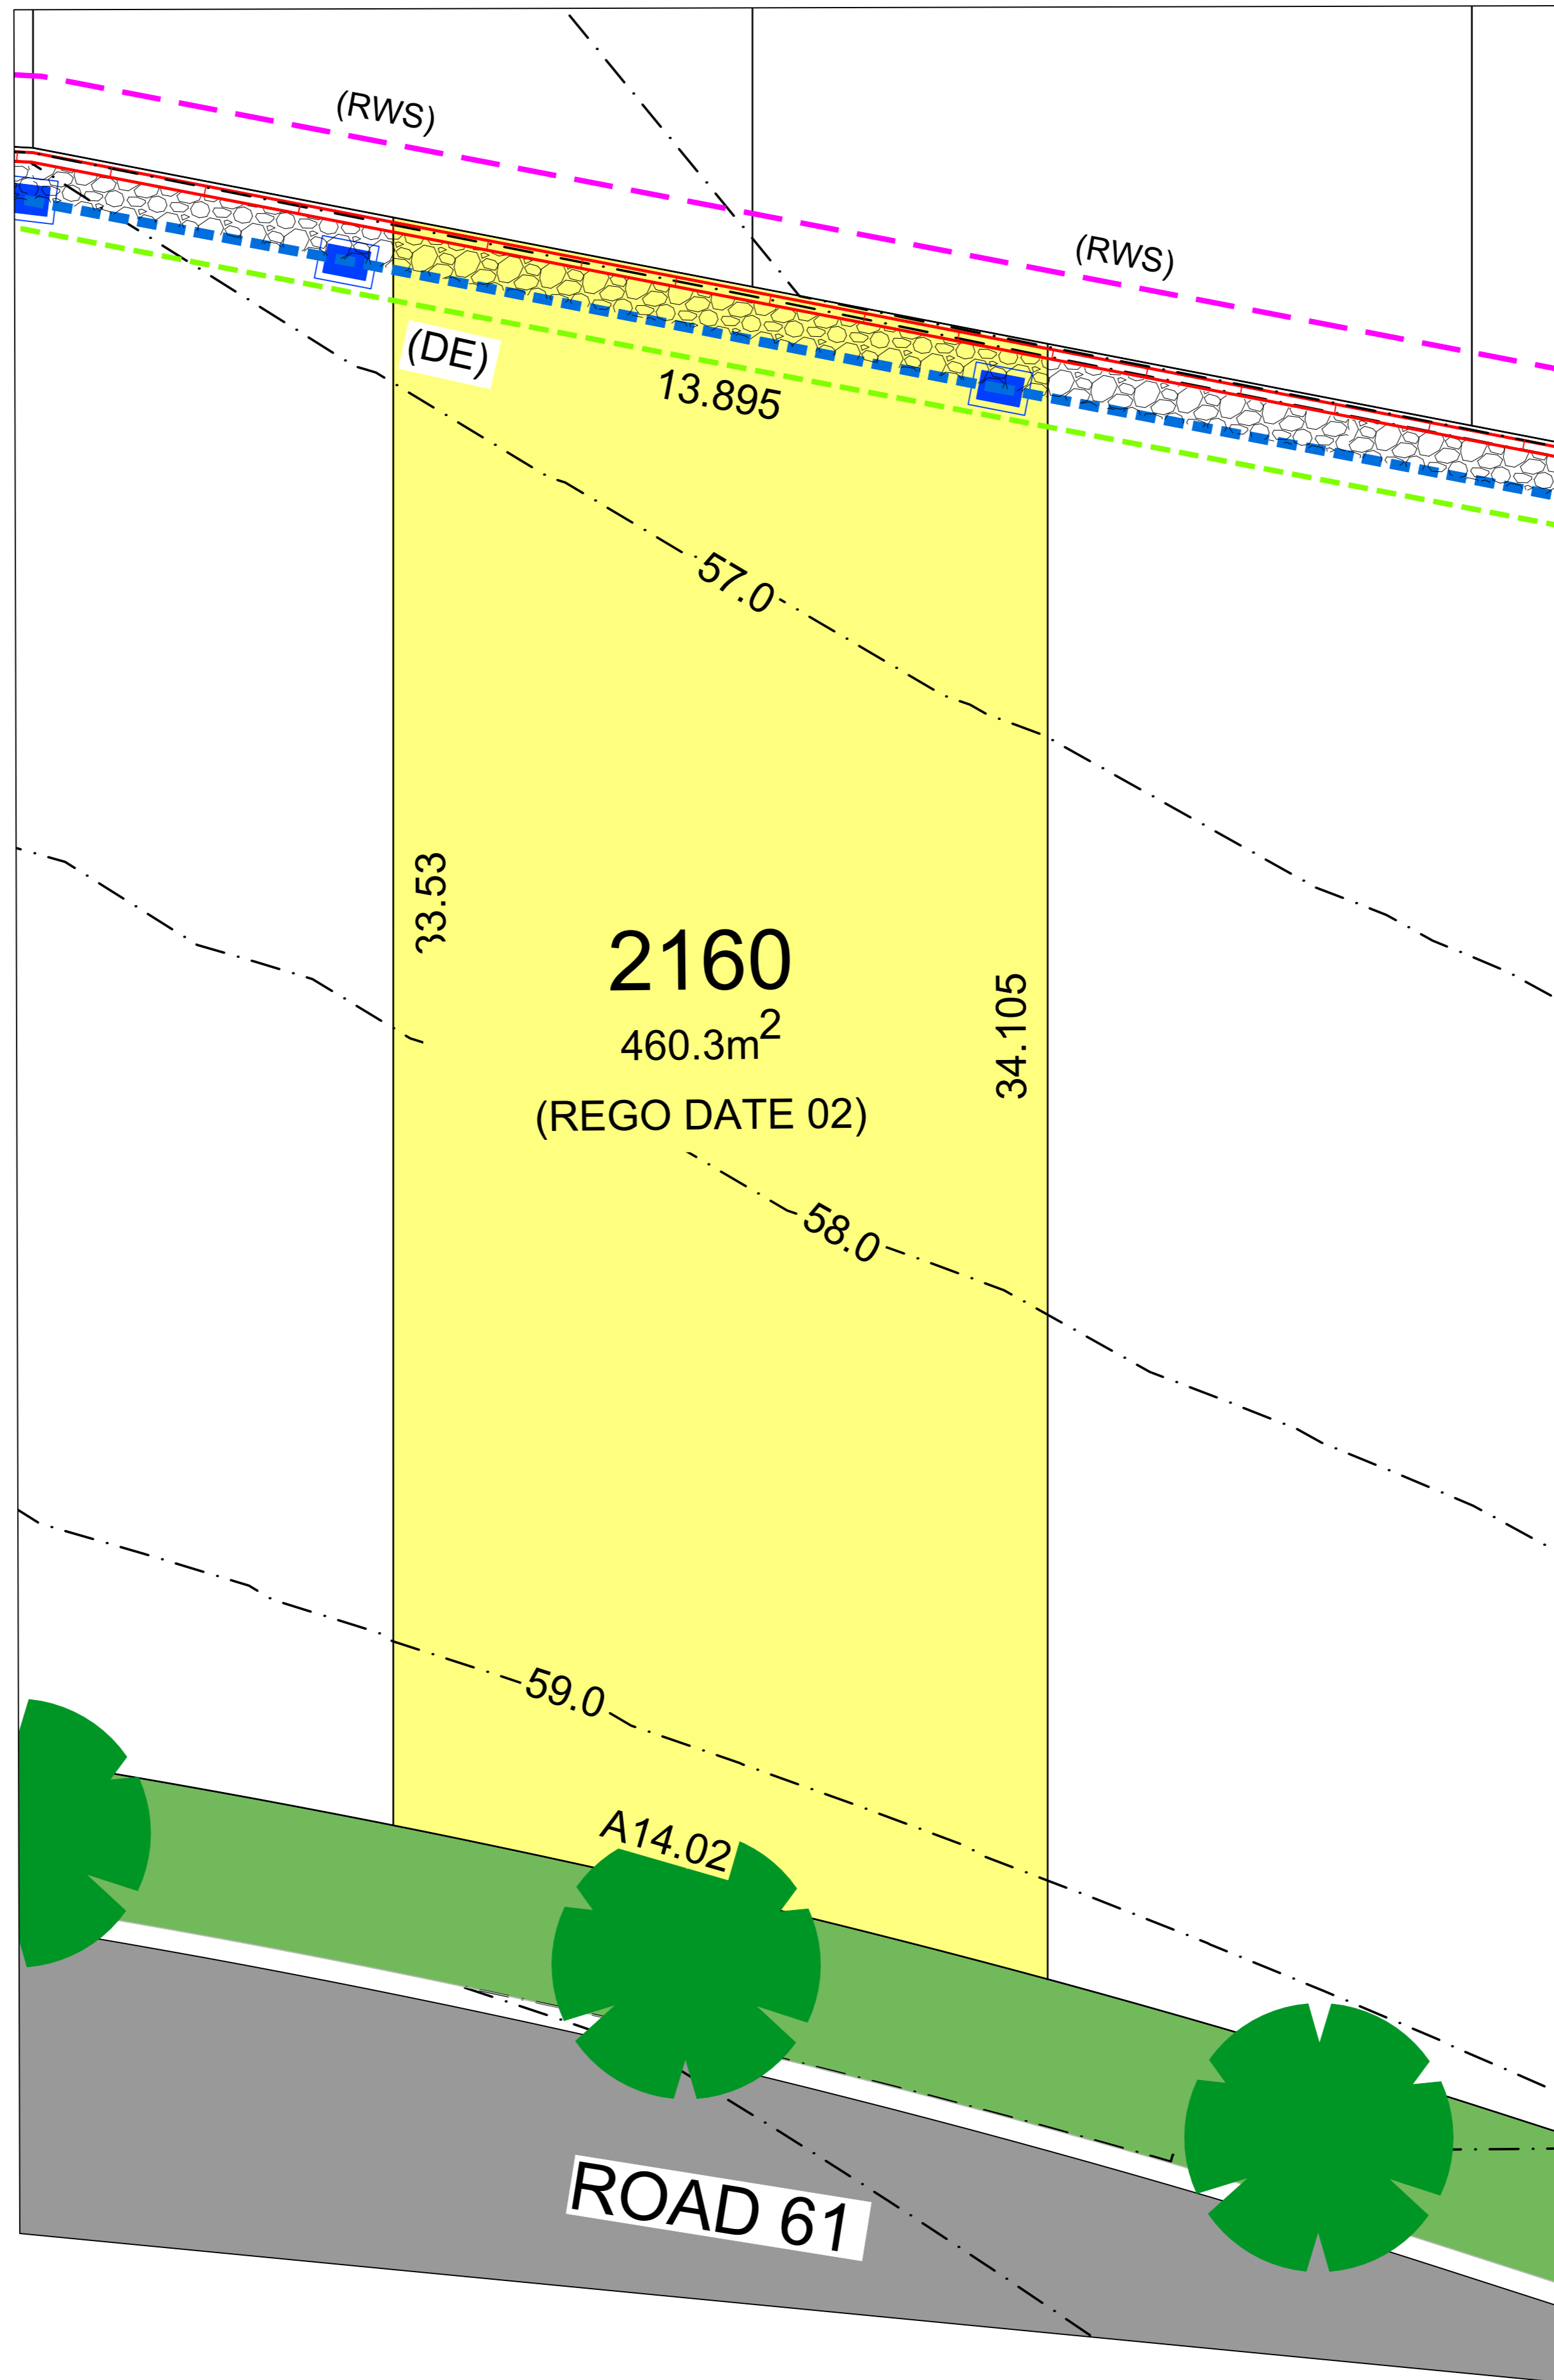 (RWS)
(RWS)
(DE)
13.895
57.0
33.53
2160
460.3m²
34.105
(REGO DATE 02)
58.0
59.0
A14.02
ROAD 61